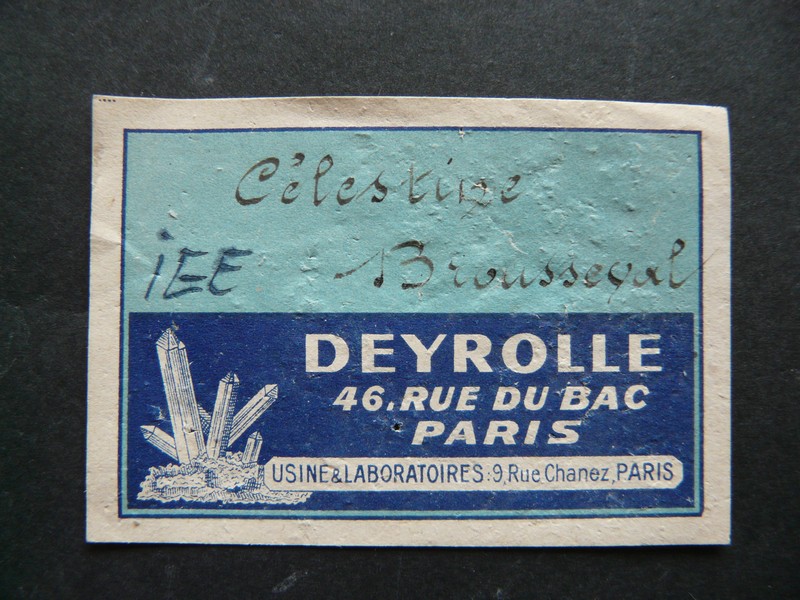 Célestine
iEE Brousseval
DEYROLLE
46, RUE DU BAC
PARIS
USINE & LABORATOIRES: 9, Rue Chanez, PARIS